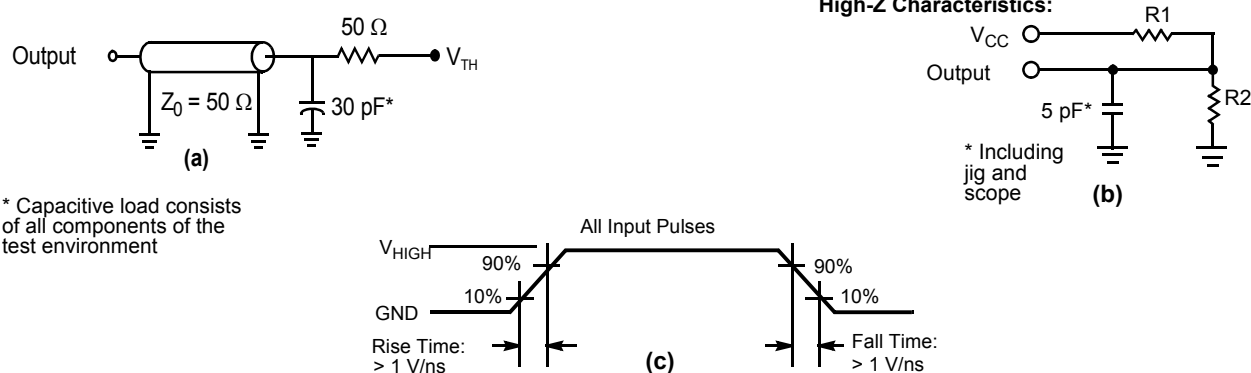 High-Z Characteristics:
50 Ω
Output
V_TH
Z_0 = 50 Ω
30 pF*
(a)
* Capacitive load consists
of all components of the
test environment
R1
V_CC
Output
5 pF*
R2
* Including
jig and
scope
(b)
All Input Pulses
V_HIGH
90%
90%
10%
10%
GND
Rise Time:
> 1 V/ns
(c)
Fall Time:
> 1 V/ns